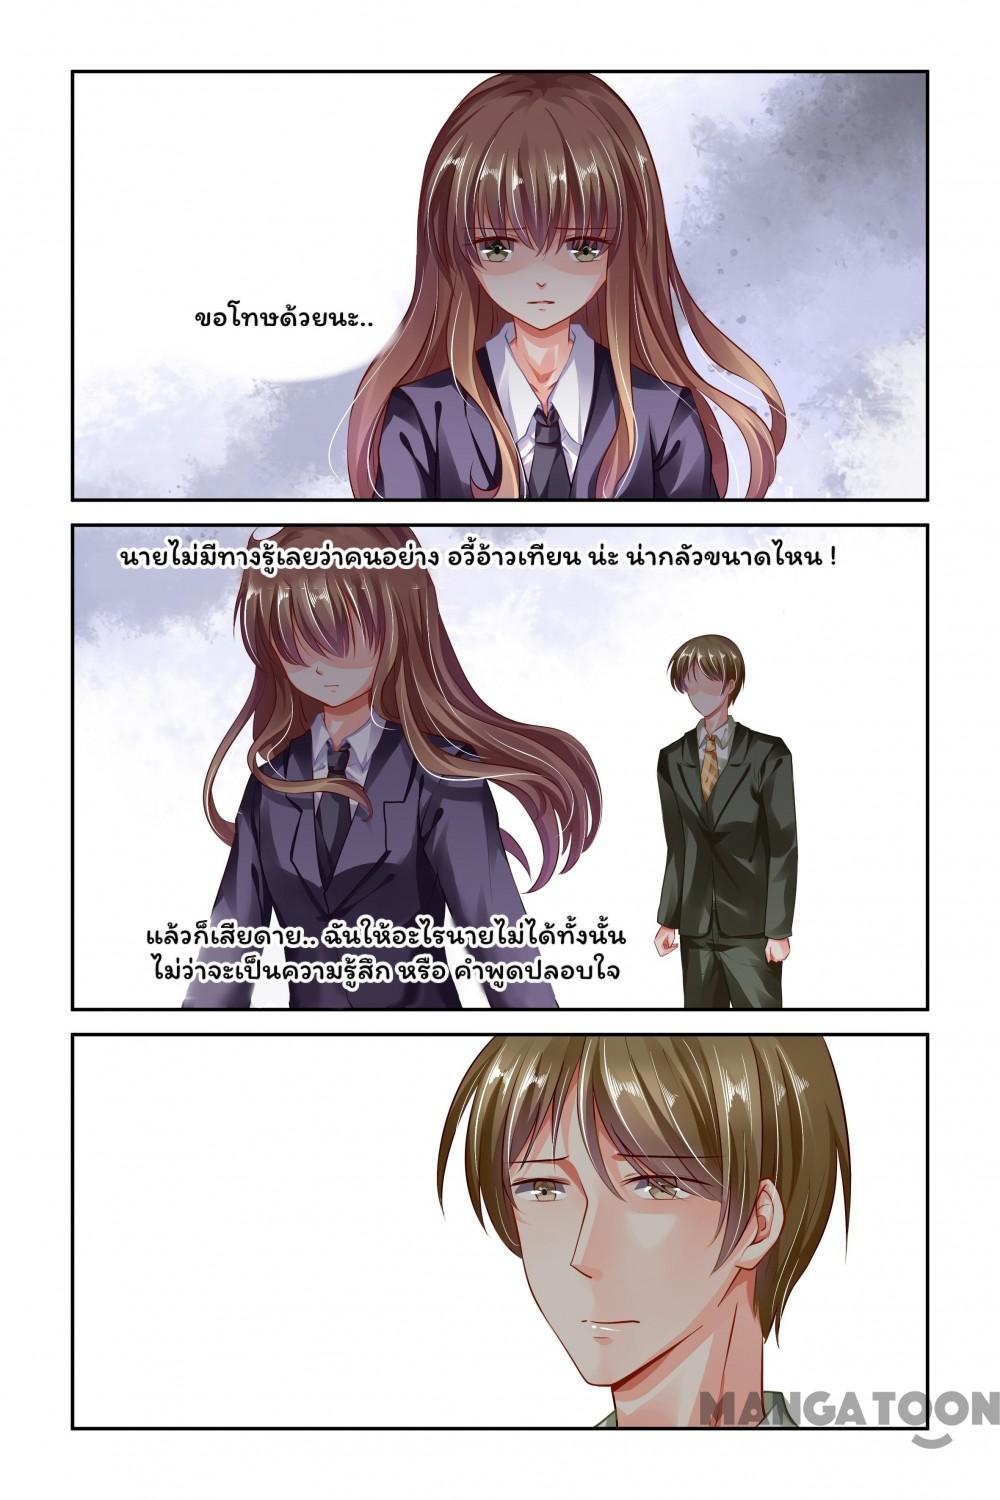 ขอโทษด้วยนะ..
นายไม่มีทางรู้เลยว่าคนอย่าง อวี้อ้าวเทียน น่ะ น่ากลัวขนาดไหน !
แล้วก็เสียดาย.. ฉันให้อะไรนายไม่ได้ทั้งนั้น
ไม่ว่าจะเป็นความรู้สึก หรือ คำพูดปลอบใจ
MANGATOON